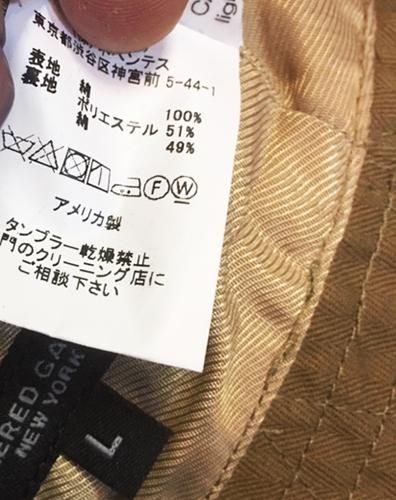 東京都渋谷区神宮前 5-44-1
表地 綿 100%
裏地 ポリエステル 51%
綿 49%
F W
アメリカ製
タンブラー乾燥禁止
門のクリーニング店に
ご相談下さい
NEW YORK
L